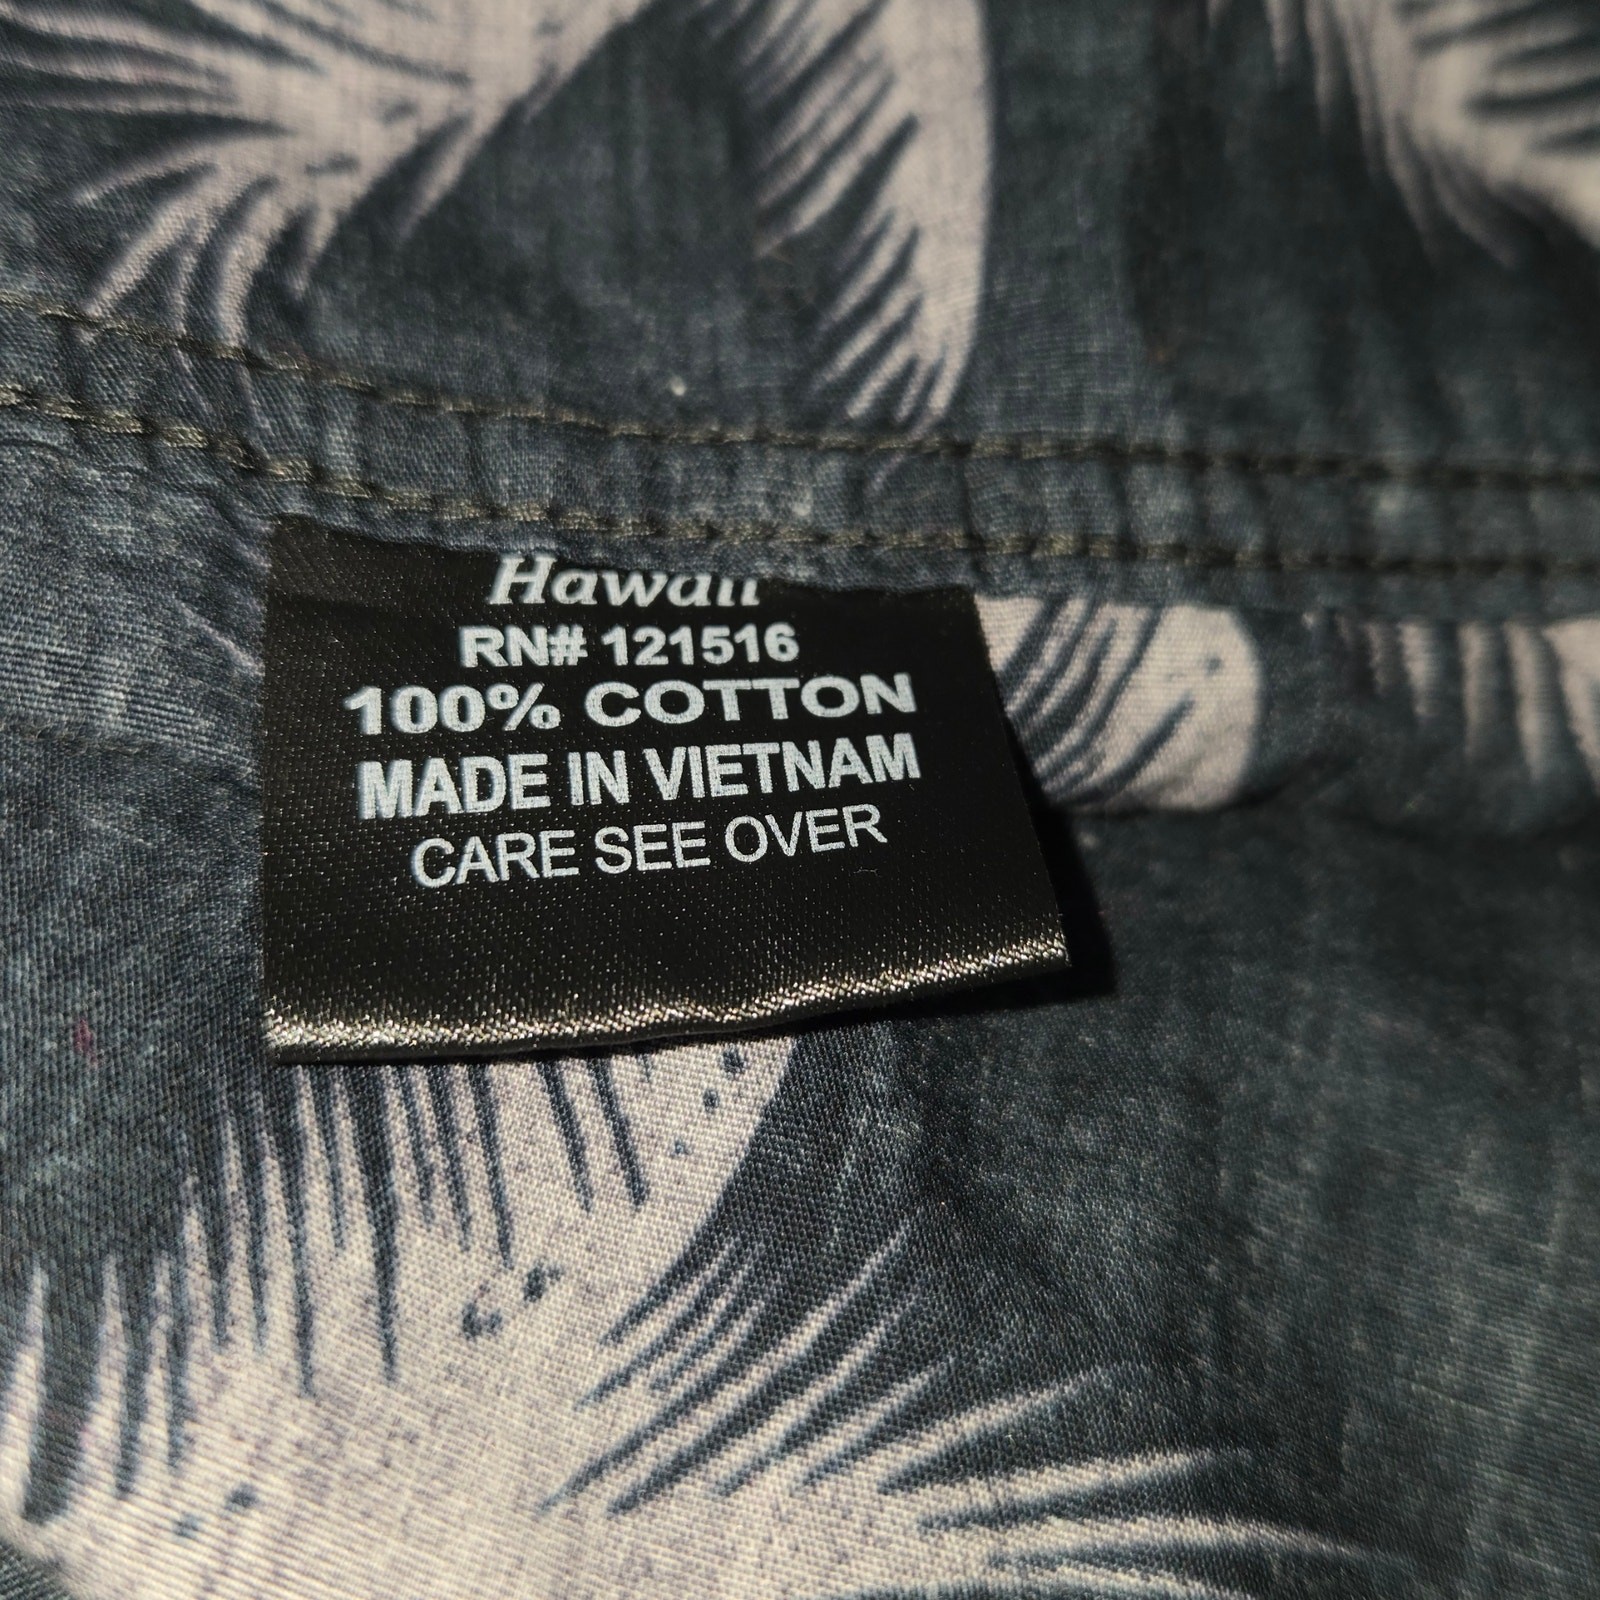 Hawaii
RN# 121516
100% COTTON
MADE IN VIETNAM
CARE SEE OVER